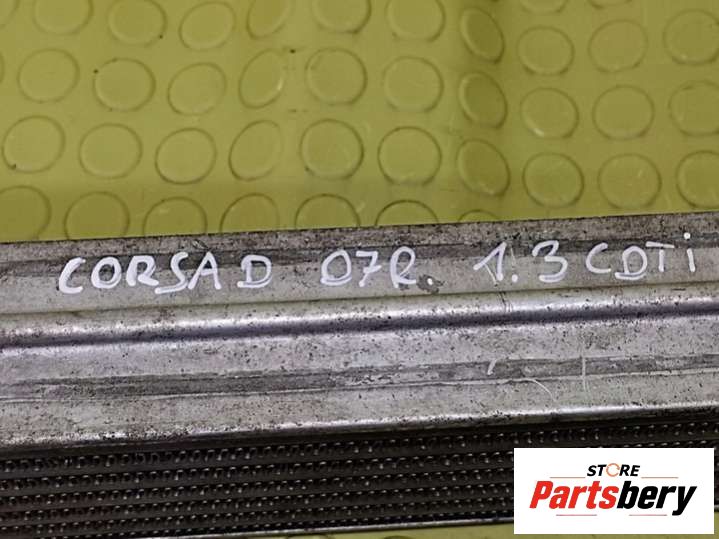 CORSA D 07R. 1.3 CDTi
STORE
Partsbery